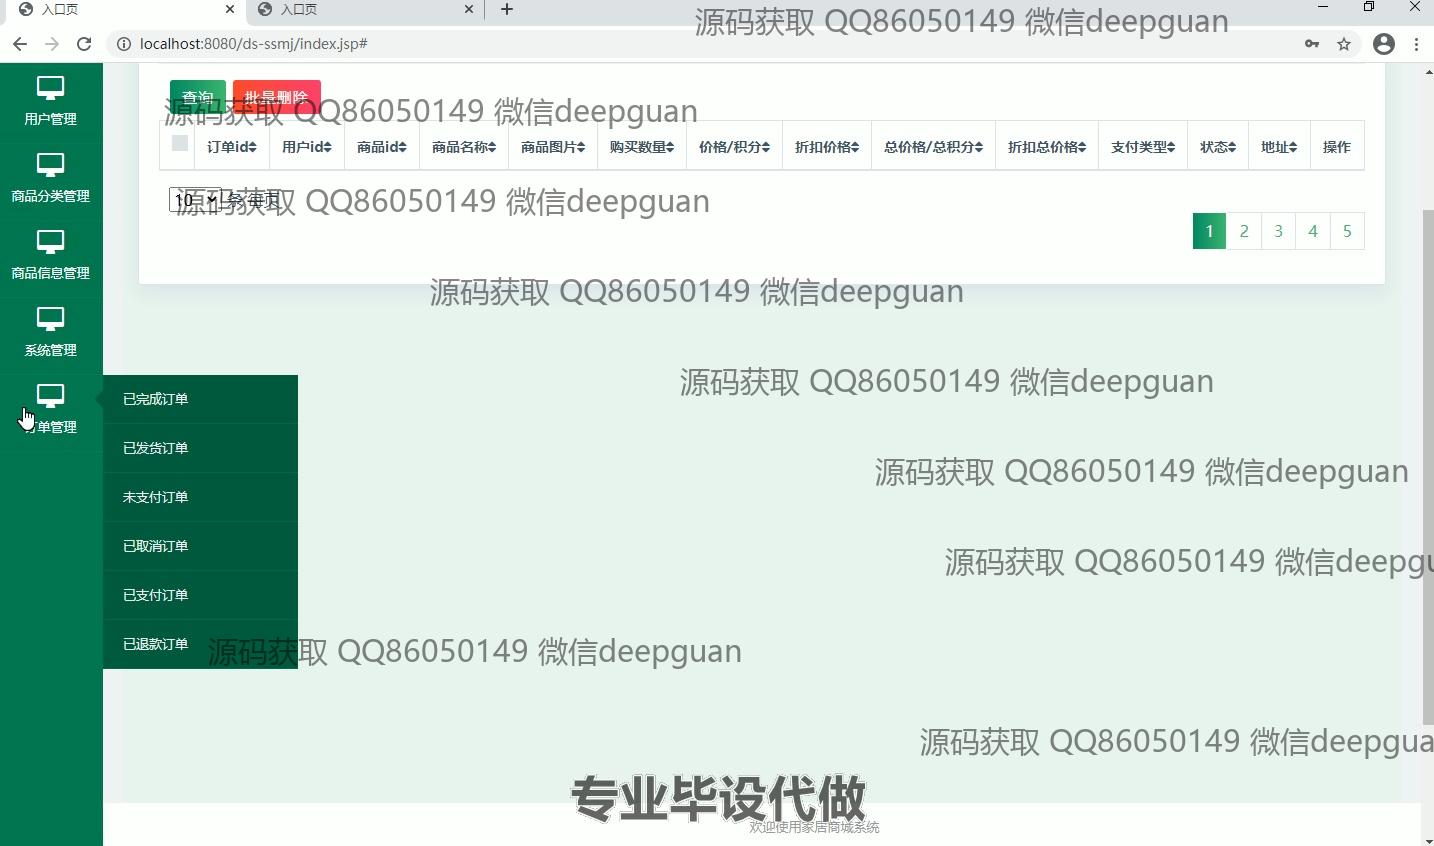 入口页
入口页
源码获取 QQ86050149 微信deepguan
localhost:8080/ds-ssmj/index.jsp#
用户管理
查询 批量删除
源码获取 QQ86050149 微信deepguan
订单id 用户id 商品id 商品名称 商品图片 购买数量 价格/积分 折扣价格 总价格/总积分 折扣总价格 支付类型 状态 地址 操作
商品分类管理
10 条 每页
源码获取 QQ86050149 微信deepguan
1 2 3 4 5
商品信息管理
源码获取 QQ86050149 微信deepguan
系统管理
源码获取 QQ86050149 微信deepguan
已完成订单
订单管理
已发货订单
源码获取 QQ86050149 微信deepguan
未支付订单
已取消订单
源码获取 QQ86050149 微信deepgu
已支付订单
已退款订单
源码获取 QQ86050149 微信deepguan
源码获取 QQ86050149 微信deepgua
专业毕设代做
欢迎使用家居商城系统